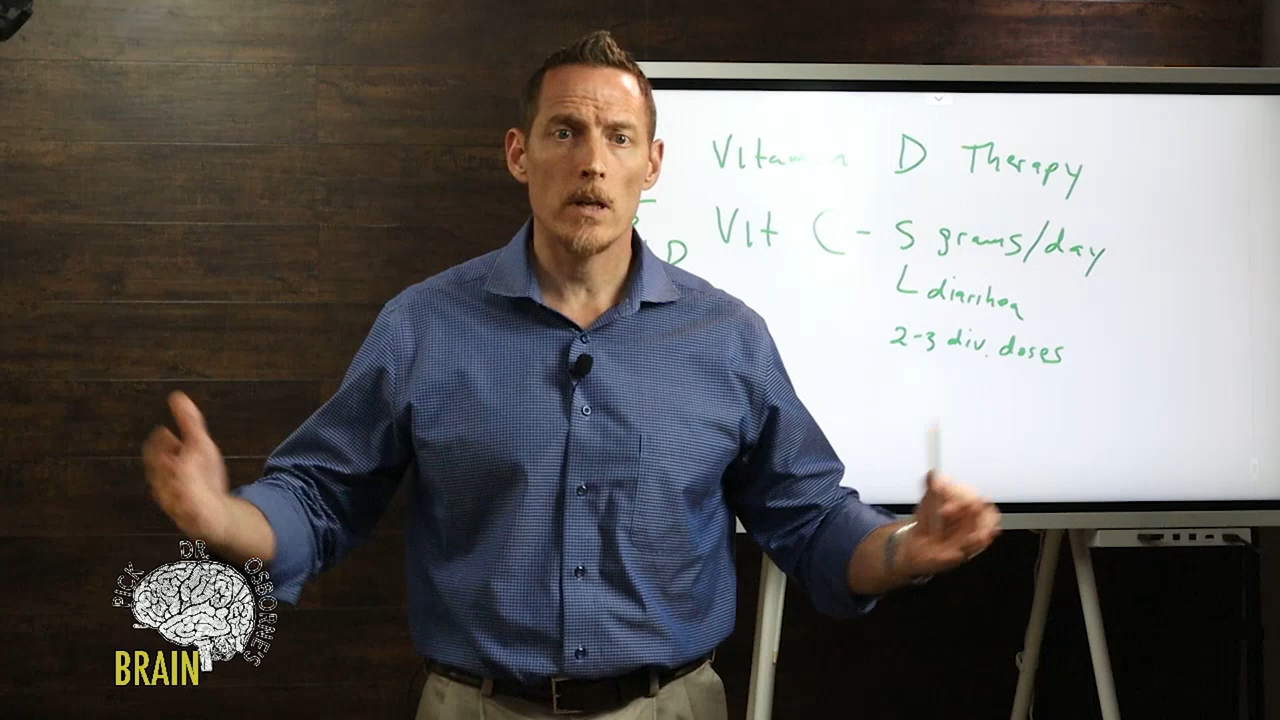 Vitamin D Therapy
D
Vit C - 5 grams/day
diarrhea
2-3 div. doses
PICK DR. OSBORNE'S
BRAIN